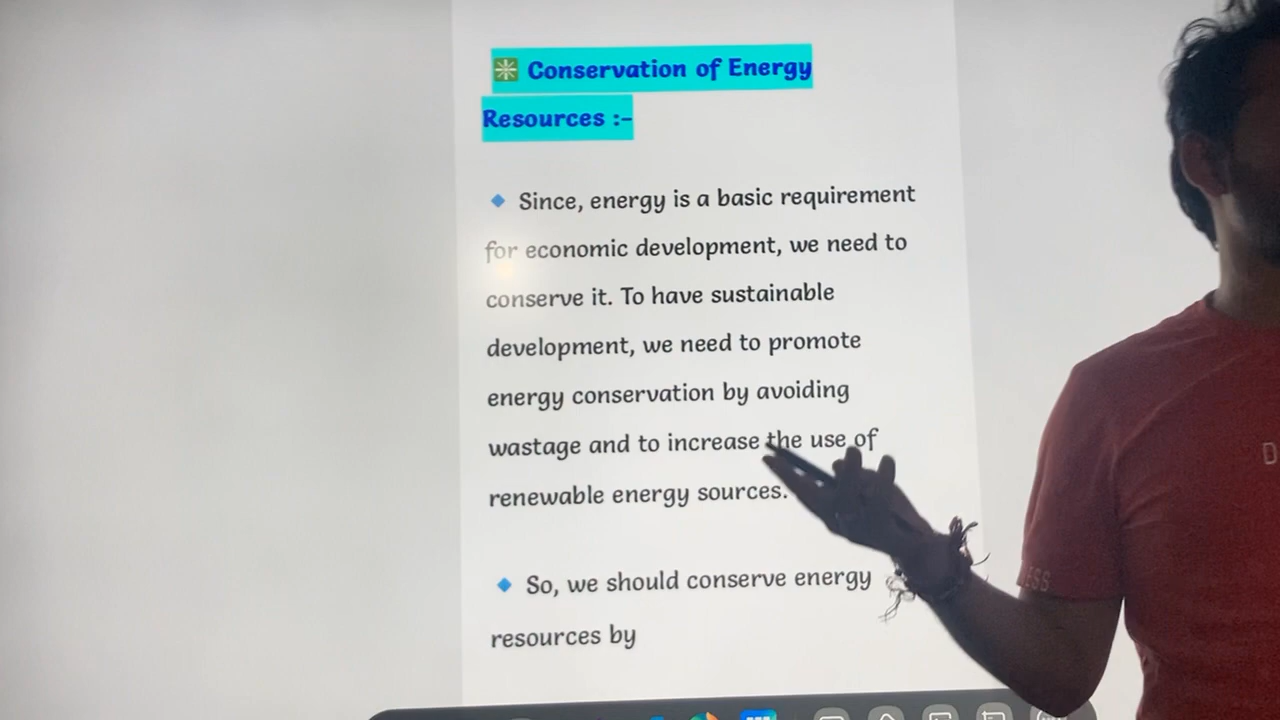 Conservation of Energy
Resources :-
Since, energy is a basic requirement
for economic development, we need to
conserve it. To have sustainable
development, we need to promote
energy conservation by avoiding
wastage and to increase the use of
renewable energy sources.
So, we should conserve energy
resources by